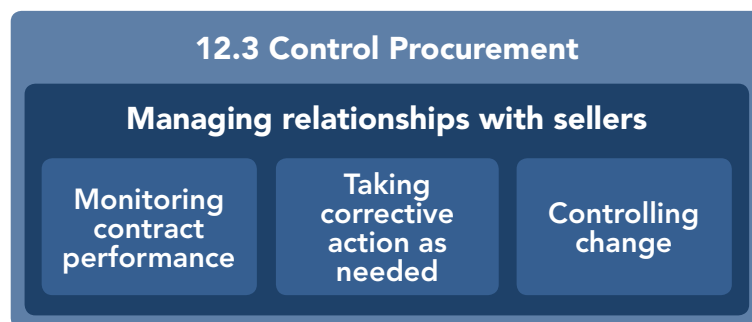 12.3 Control Procurement
Managing relationships with sellers
Monitoring
contract
performance
Taking
corrective
action as
needed
Controlling
change